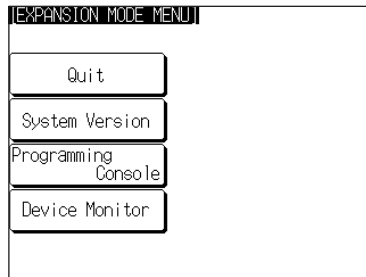 [EXPANSION MODE MENU]
Quit
System Version
Programming
Console
Device Monitor